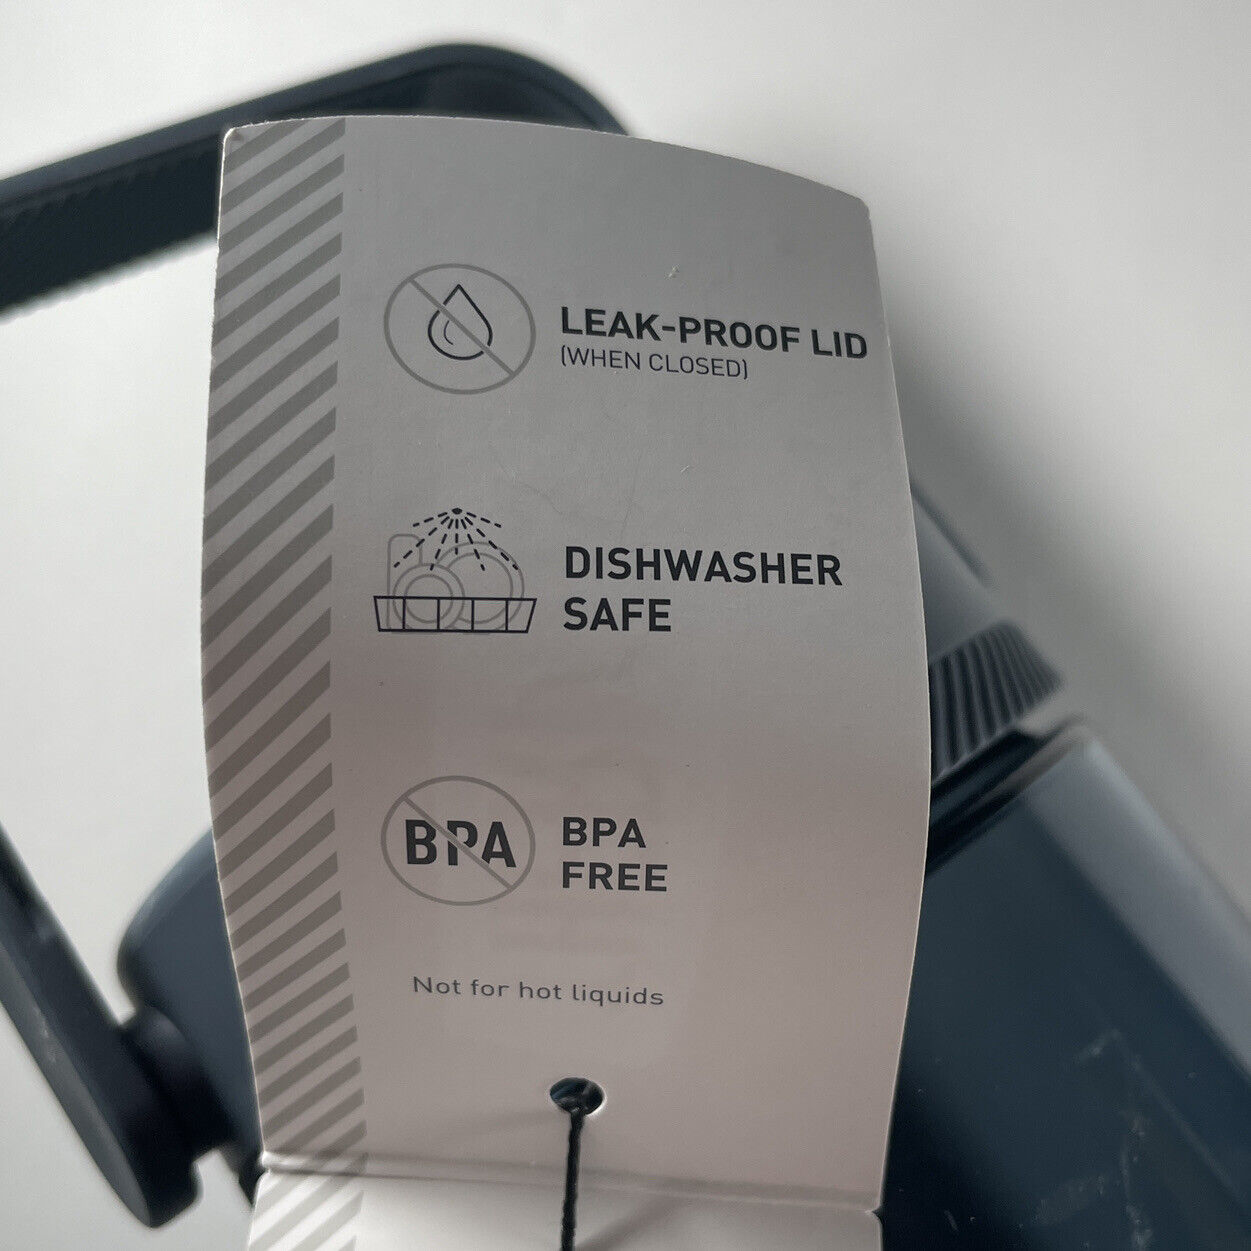 LEAK-PROOF LID
(WHEN CLOSED)
DISHWASHER
SAFE
BPA
BPA
FREE
Not for hot liquids